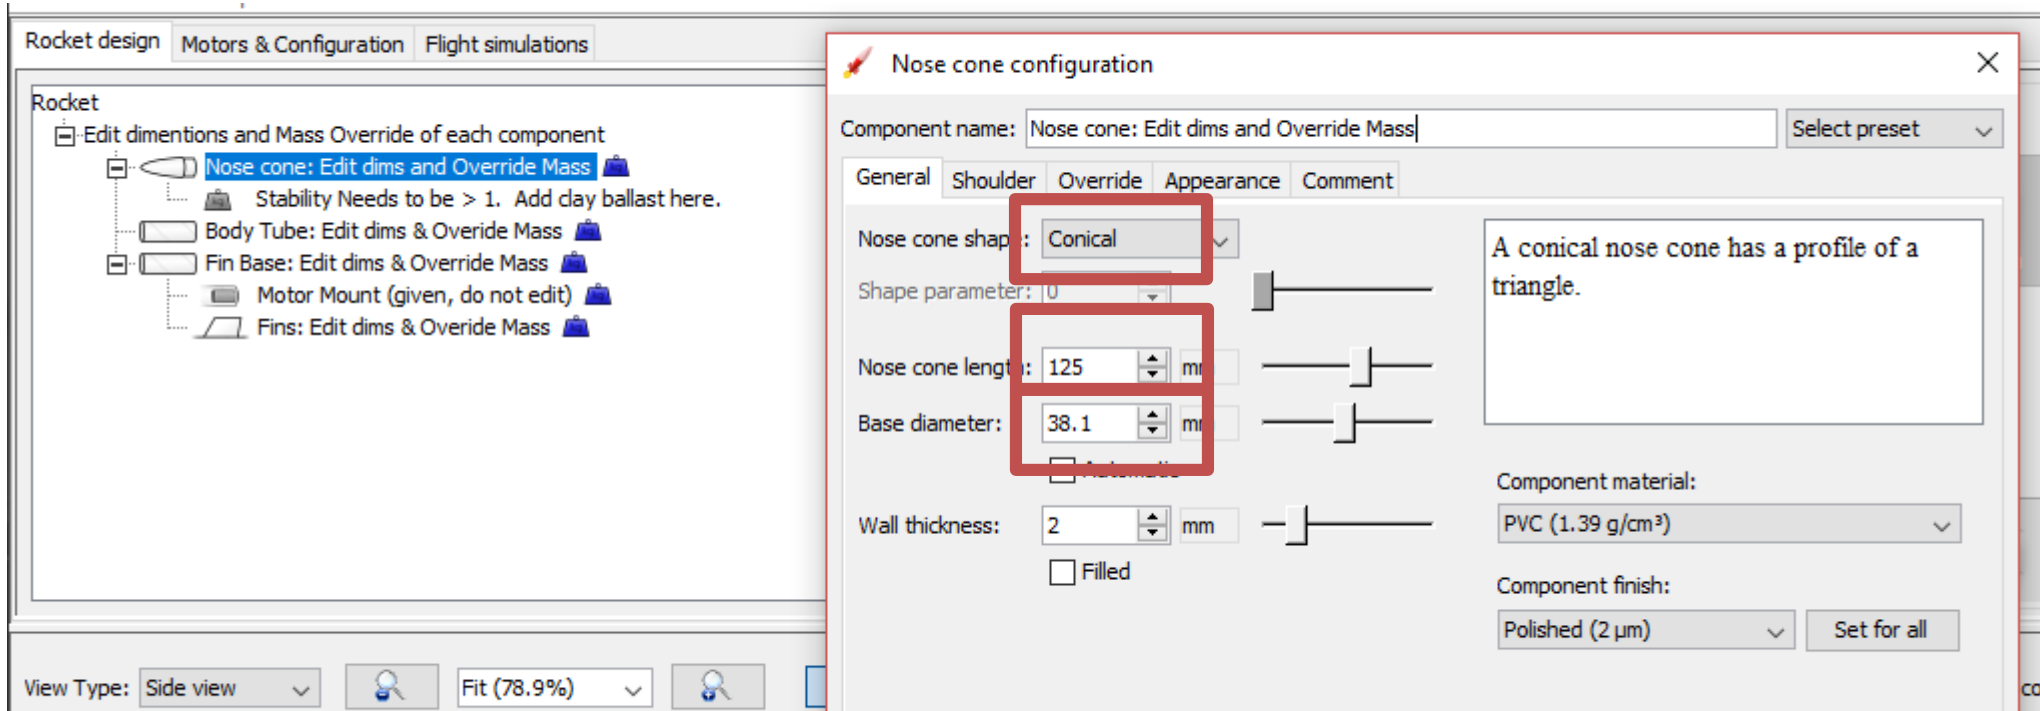 Rocket design Motors & Configuration Flight simulations
Rocket
Edit dimentions and Mass Override of each component
Nose cone: Edit dims and Override Mass
Stability Needs to be > 1. Add clay ballast here.
Body Tube: Edit dims & Overide Mass
Fin Base: Edit dims & Override Mass
Motor Mount (given, do not edit)
Fins: Edit dims & Overide Mass
View Type: Side view Fit (78.9%)
Nose cone configuration
Component name: Nose cone: Edit dims and Override Mass Select preset
General Shoulder Override Appearance Comment
Nose cone shape: Conical
Shape parameter: 0
Nose cone length: 125 mm
Base diameter: 38.1 mm
Wall thickness: 2 mm
Filled
A conical nose cone has a profile of a
triangle.
Component material:
PVC (1.39 g/cm³)
Component finish:
Polished (2 µm) Set for all